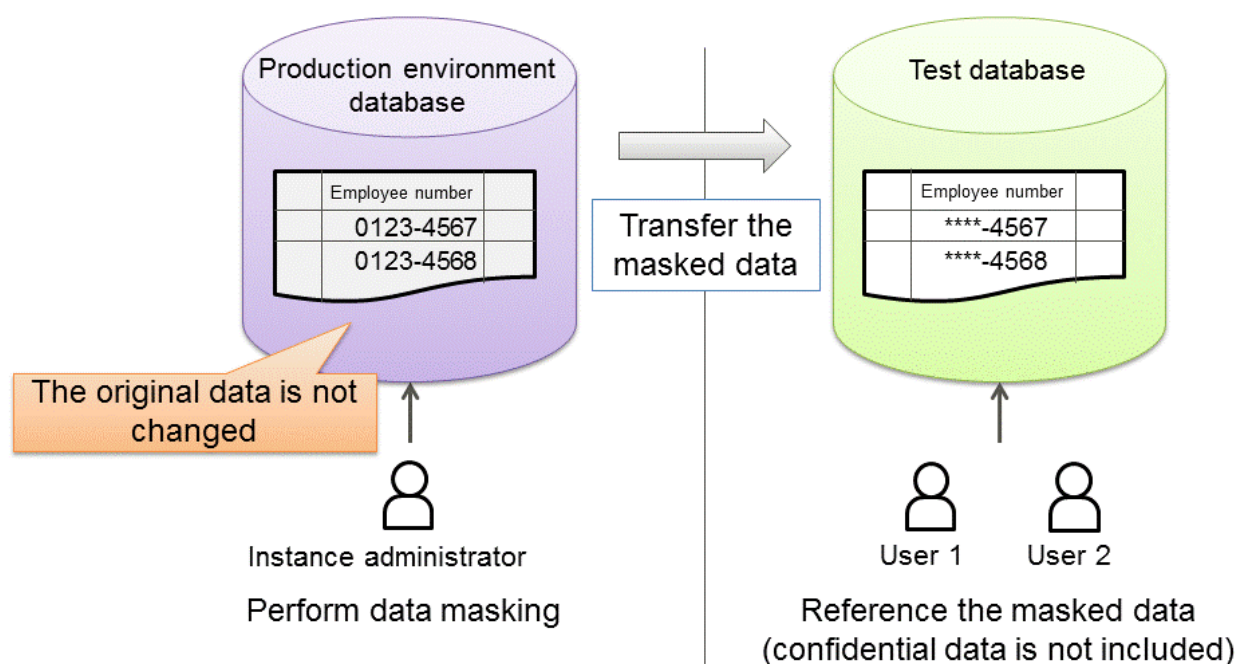 Production environment
database
Employee number
0123-4567
0123-4568
The original data is not
changed
Instance administrator
Perform data masking
Transfer the
masked data
Test database
Employee number
****-4567
****-4568
User 1
User 2
Reference the masked data
(confidential data is not included)